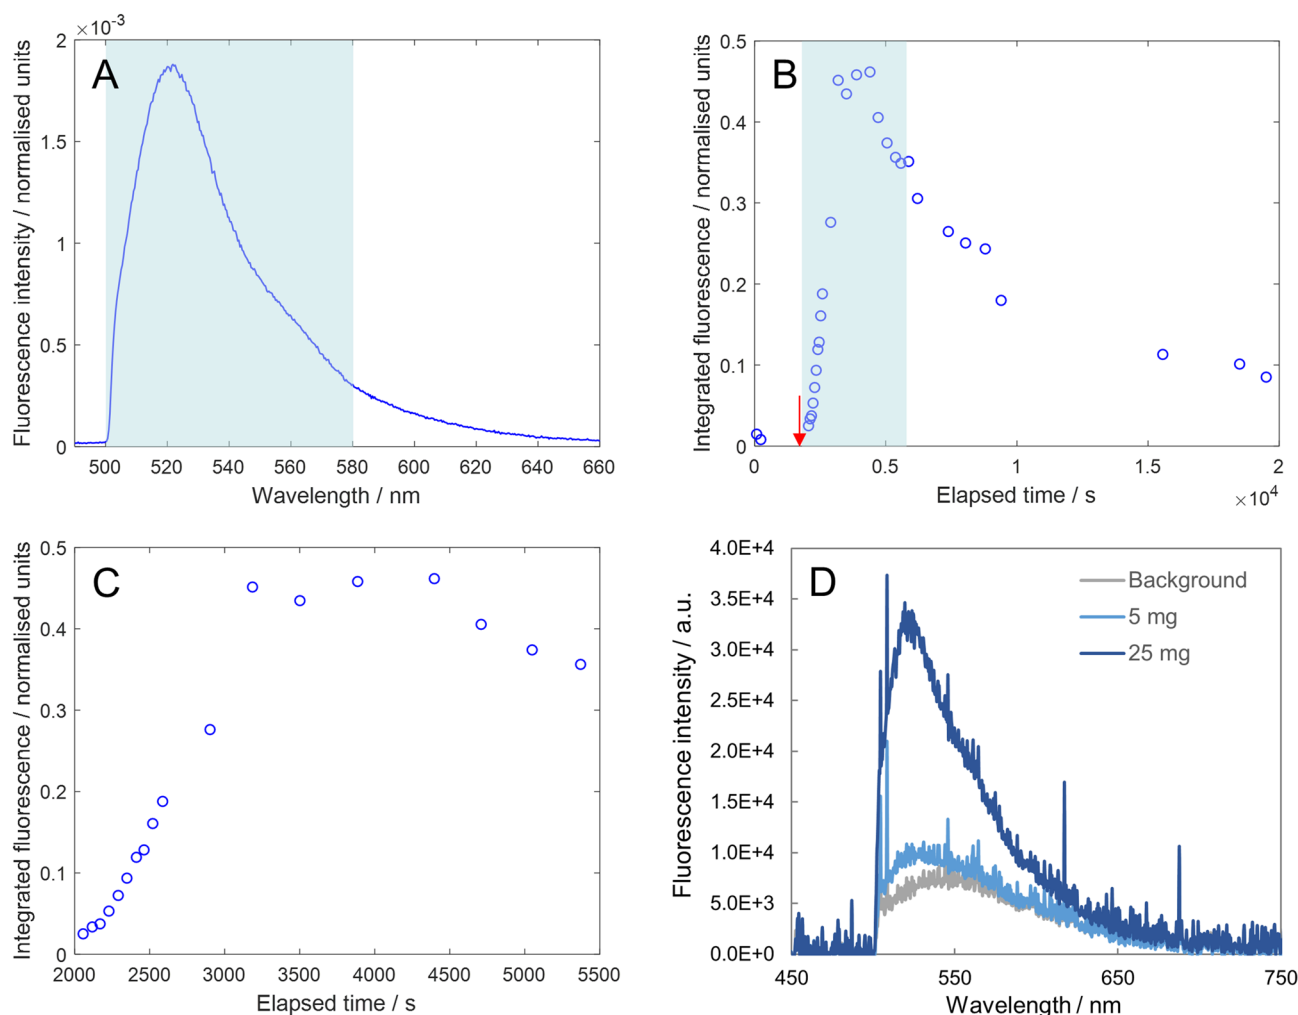 A
×10⁻³
2
1.5
1
0.5
0
Fluorescence intensity / normalised units
500 520 540 560 580 600 620 640 660
Wavelength / nm
B
0.5
0.4
0.3
0.2
0.1
0
Integrated fluorescence / normalised units
0 0.5 1 1.5 2
Elapsed time / s
×10⁴
C
0.5
0.4
0.3
0.2
0.1
0
Integrated fluorescence / normalised units
2000 2500 3000 3500 4000 4500 5000 5500
Elapsed time / s
D
4.0E+4
3.5E+4
3.0E+4
2.5E+4
2.0E+4
1.5E+4
1.0E+4
5.0E+3
0.0E+0
Fluorescence intensity / a.u.
Background
5 mg
25 mg
450 550 650 750
Wavelength / nm